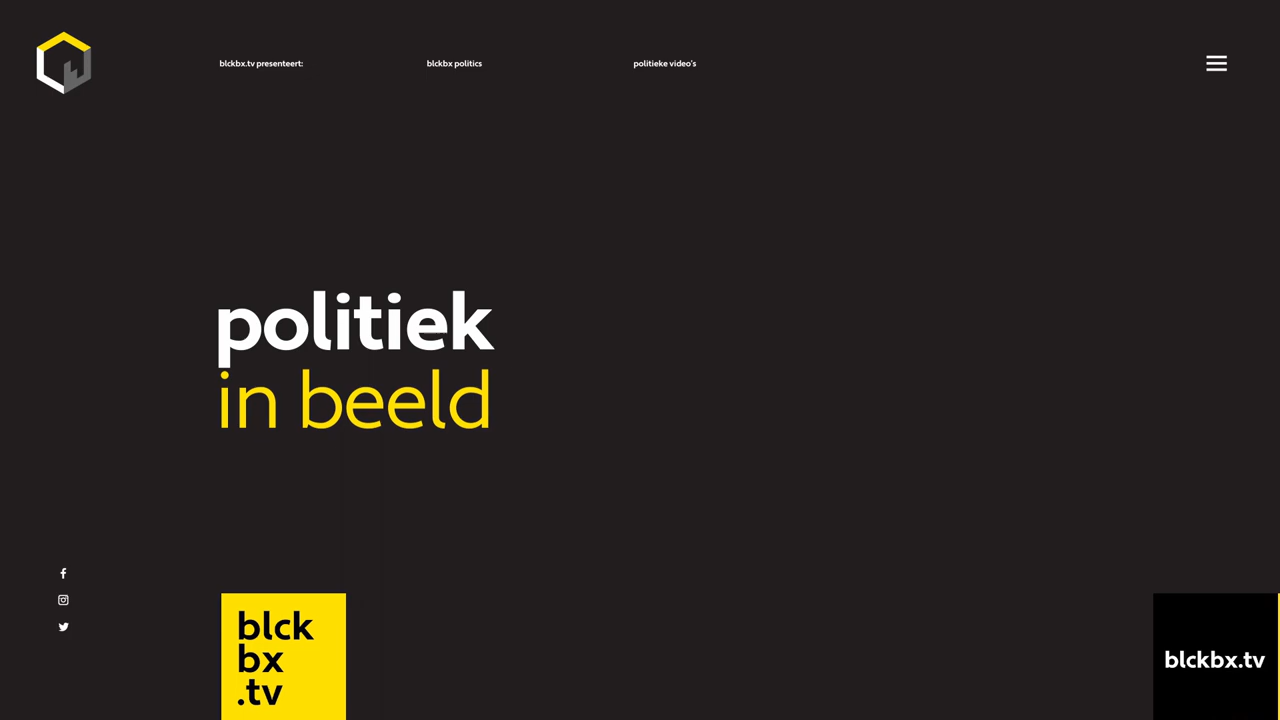 blckbx.tv presenteert:
blckbx politics
politieke video's
politiek
in beeld
blck
bx
.tv
blckbx.tv